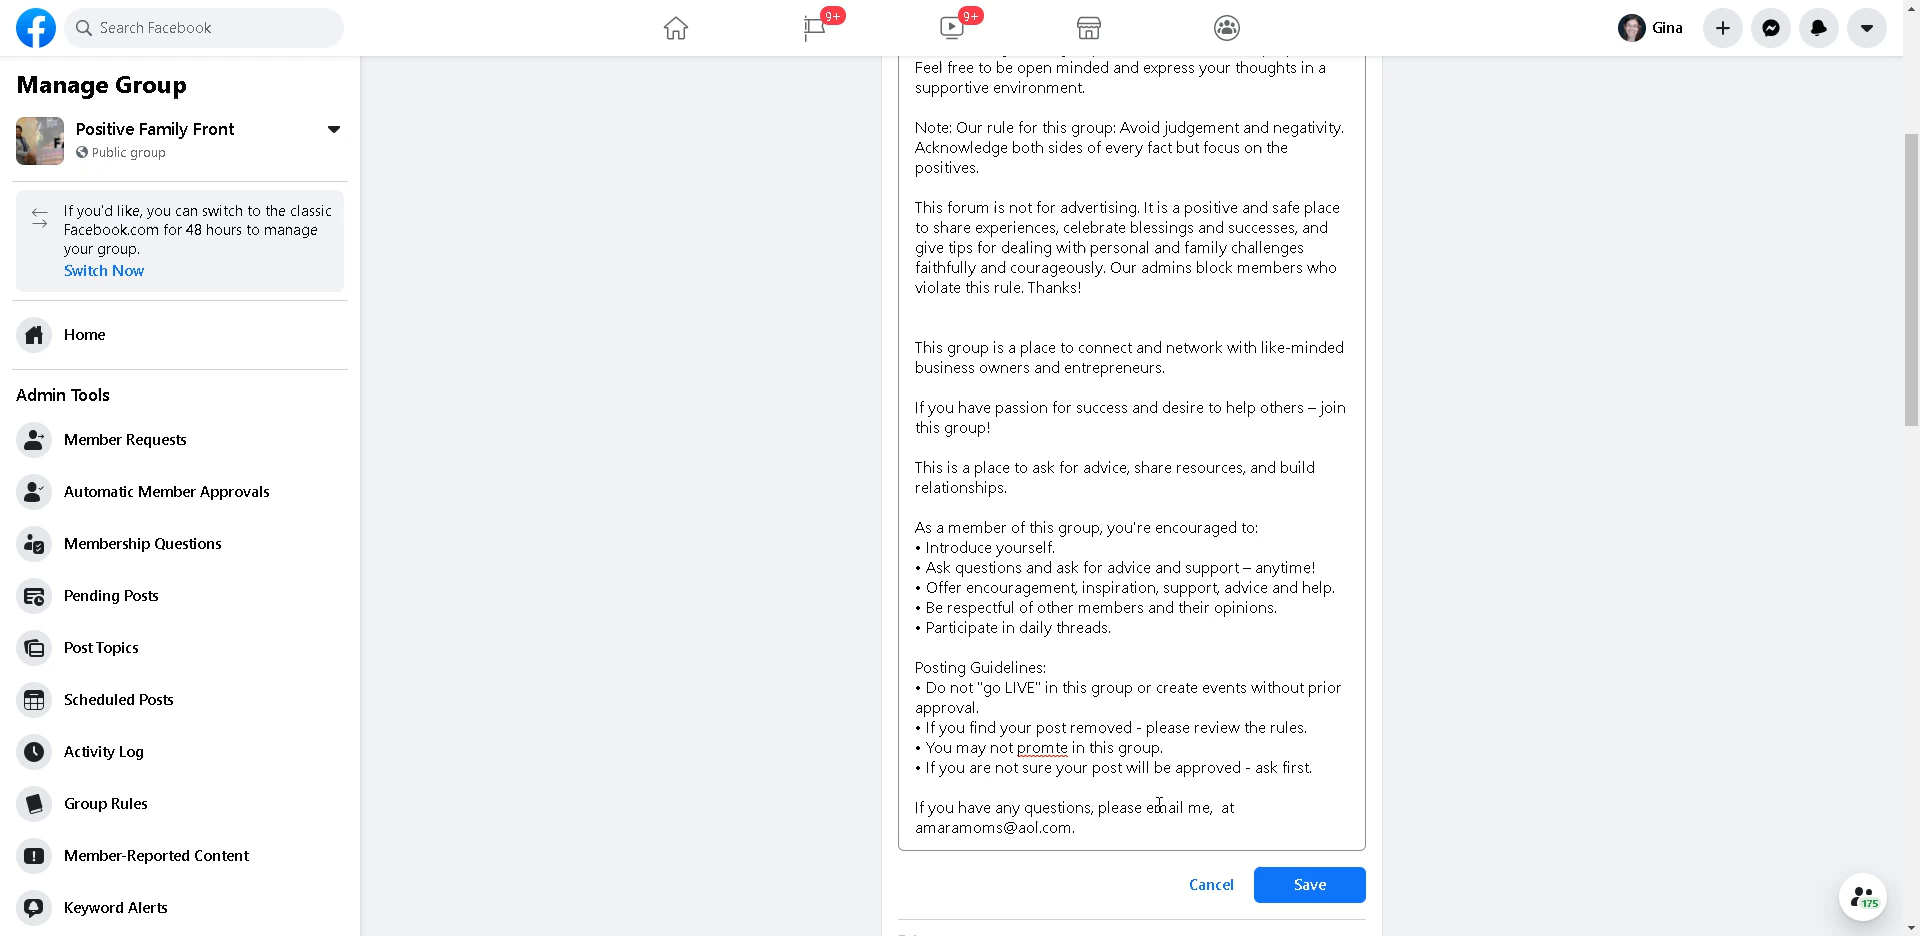 Search Facebook
9+
9+
Gina
Manage Group
Positive Family Front
Public group
If you'd like, you can switch to the classic
Facebook.com for 48 hours to manage
your group.
Switch Now
Home
Admin Tools
Member Requests
Automatic Member Approvals
Membership Questions
Pending Posts
Post Topics
Scheduled Posts
Activity Log
Group Rules
Member-Reported Content
Keyword Alerts
Feel free to be open minded and express your thoughts in a
supportive environment.
Note: Our rule for this group: Avoid judgement and negativity.
Acknowledge both sides of every fact but focus on the
positives.
This forum is not for advertising. It is a positive and safe place
to share experiences, celebrate blessings and successes, and
give tips for dealing with personal and family challenges
faithfully and courageously. Our admins block members who
violate this rule. Thanks!
This group is a place to connect and network with like-minded
business owners and entrepreneurs.
If you have passion for success and desire to help others – join
this group!
This is a place to ask for advice, share resources, and build
relationships.
As a member of this group, you're encouraged to:
• Introduce yourself.
• Ask questions and ask for advice and support – anytime!
• Offer encouragement, inspiration, support, advice and help.
• Be respectful of other members and their opinions.
• Participate in daily threads.
Posting Guidelines:
• Do not "go LIVE" in this group or create events without prior
approval.
• If you find your post removed - please review the rules.
• You may not promte in this group.
• If you are not sure your post will be approved - ask first.
If you have any questions, please email me,  at
amaramoms@aol.com.
Cancel
Save
175